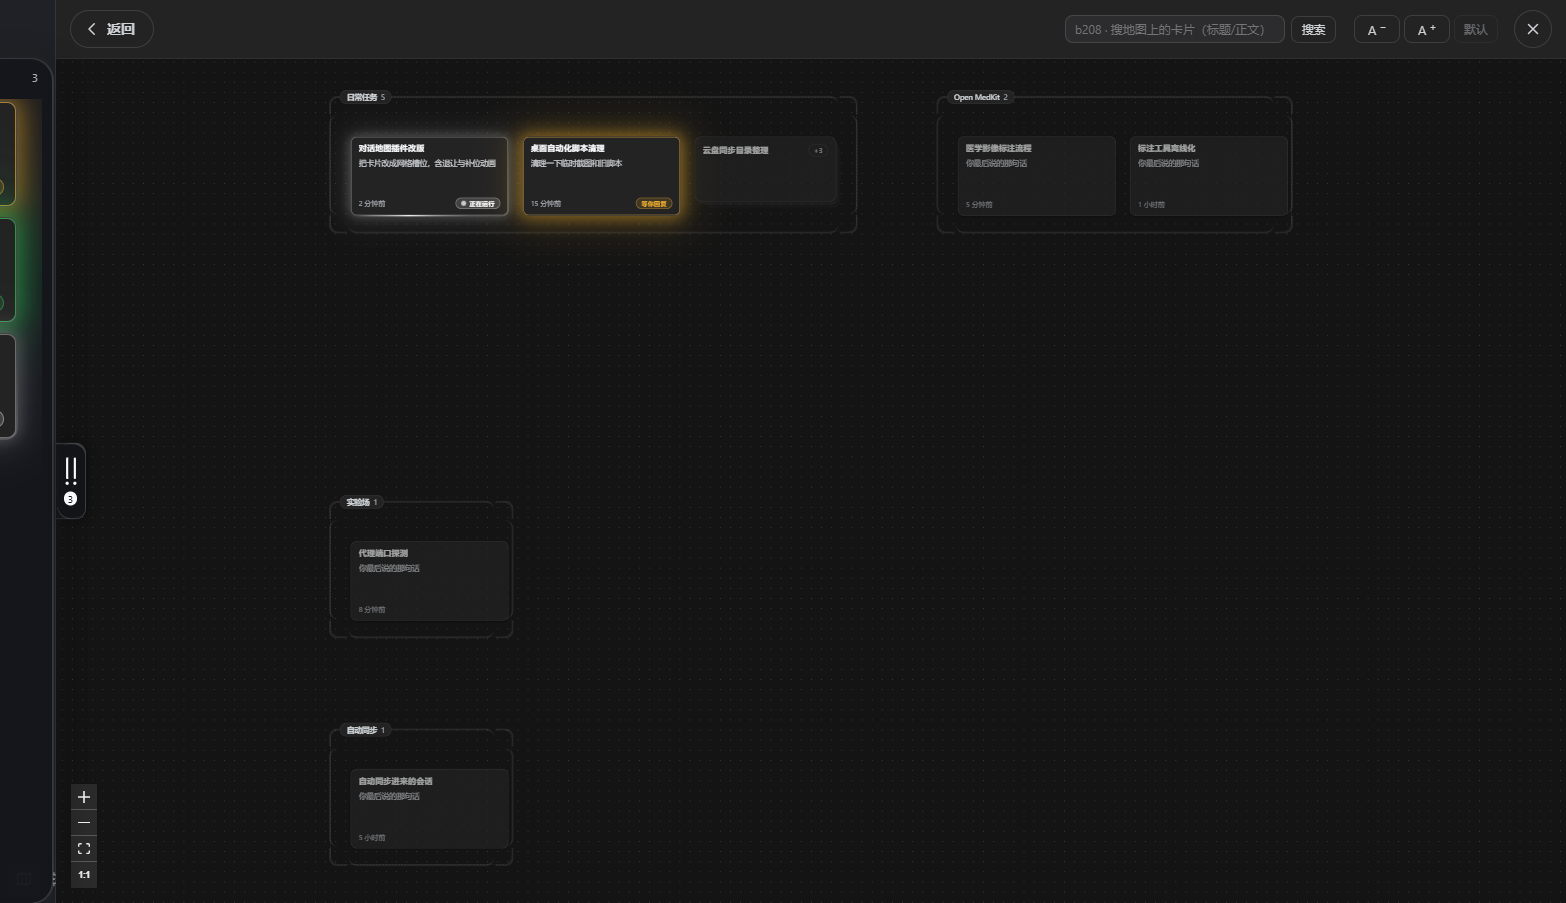 返回
b208 · 搜地图上的卡片（标题/正文）
搜索
A⁻
A⁺
默认
3
日常任务 5
对话地图插件改版
把卡片改成网格槽位，含退让与补位动画
2 分钟前
正在运行
桌面自动化脚本清理
清理一下临时截图和旧脚本
15 分钟前
等你回复
云盘同步目录整理
+3
Open MedKit 2
医学影像标注流程
你最后说的那句话
5 分钟前
标注工具离线化
你最后说的那句话
1 小时前
3
实验场 1
代理端口探测
你最后说的那句话
8 分钟前
自动同步 1
自动同步进来的会话
你最后说的那句话
5 小时前
1:1